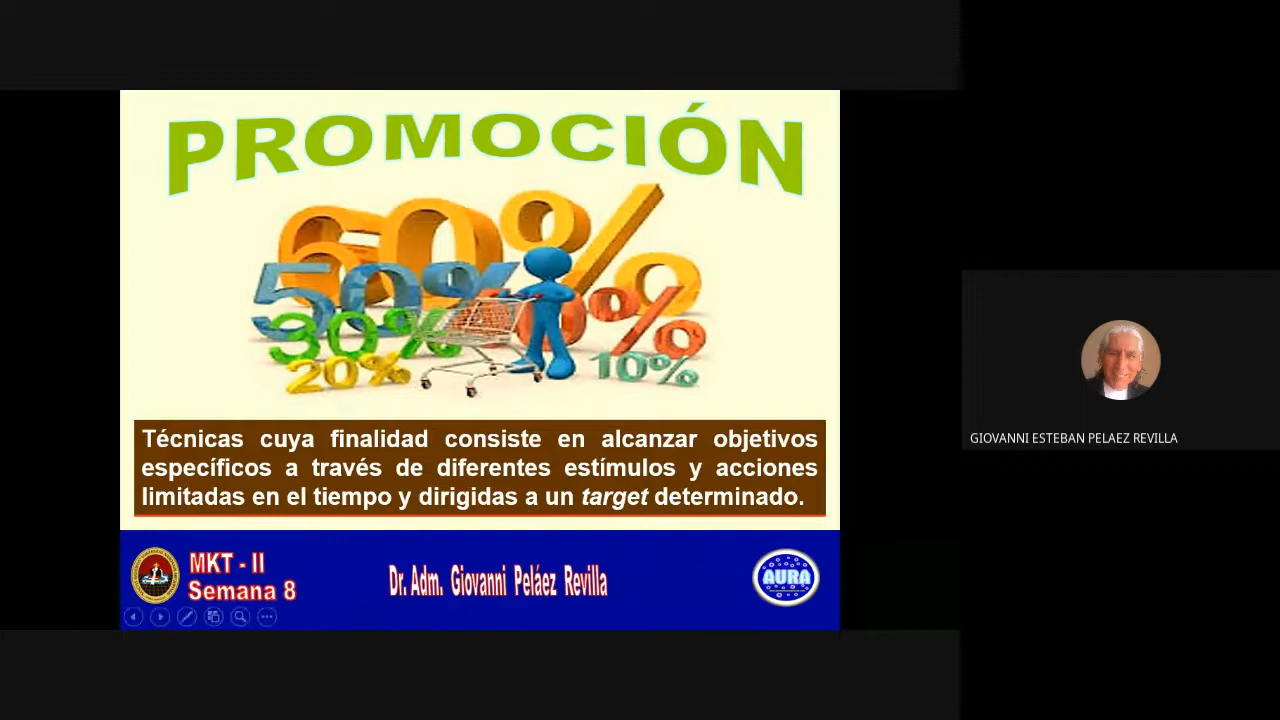 PROMOCIÓN
60%
50%
0%
30%
20%
10%
Técnicas cuya finalidad consiste en alcanzar objetivos
específicos a través de diferentes estímulos y acciones
limitadas en el tiempo y dirigidas a un target determinado.
MKT - II
Semana 8
Dr. Adm. Giovanni Peláez Revilla
AURA
GIOVANNI ESTEBAN PELAEZ REVILLA